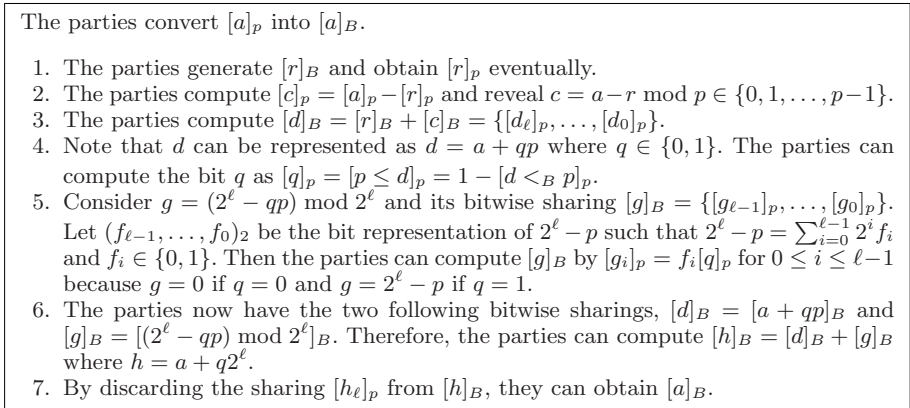 The parties convert [a]_p into [a]_B.
1. The parties generate [r]_B and obtain [r]_p eventually.
2. The parties compute [c]_p = [a]_p−[r]_p and reveal c = a−r mod p ∈ {0, 1, . . . , p−1}.
3. The parties compute [d]_B = [r]_B + [c]_B = {[d_ℓ]_p, . . . , [d_0]_p}.
4. Note that d can be represented as d = a + qp where q ∈ {0, 1}. The parties can
compute the bit q as [q]_p = [p ≤ d]_p = 1 − [d <_B p]_p.
5. Consider g = (2^ℓ − qp) mod 2^ℓ and its bitwise sharing [g]_B = {[g_{ℓ−1}]_p, . . . , [g_0]_p}.
Let (f_{ℓ−1}, . . . , f_0)_2 be the bit representation of 2^ℓ − p such that 2^ℓ − p = ∑_{i=0}^{ℓ−1} 2^i f_i
and f_i ∈ {0, 1}. Then the parties can compute [g]_B by [g_i]_p = f_i[q]_p for 0 ≤ i ≤ ℓ−1
because g = 0 if q = 0 and g = 2^ℓ − p if q = 1.
6. The parties now have the two following bitwise sharings, [d]_B = [a + qp]_B and
[g]_B = [(2^ℓ − qp) mod 2^ℓ]_B. Therefore, the parties can compute [h]_B = [d]_B + [g]_B
where h = a + q2^ℓ.
7. By discarding the sharing [h_ℓ]_p from [h]_B, they can obtain [a]_B.